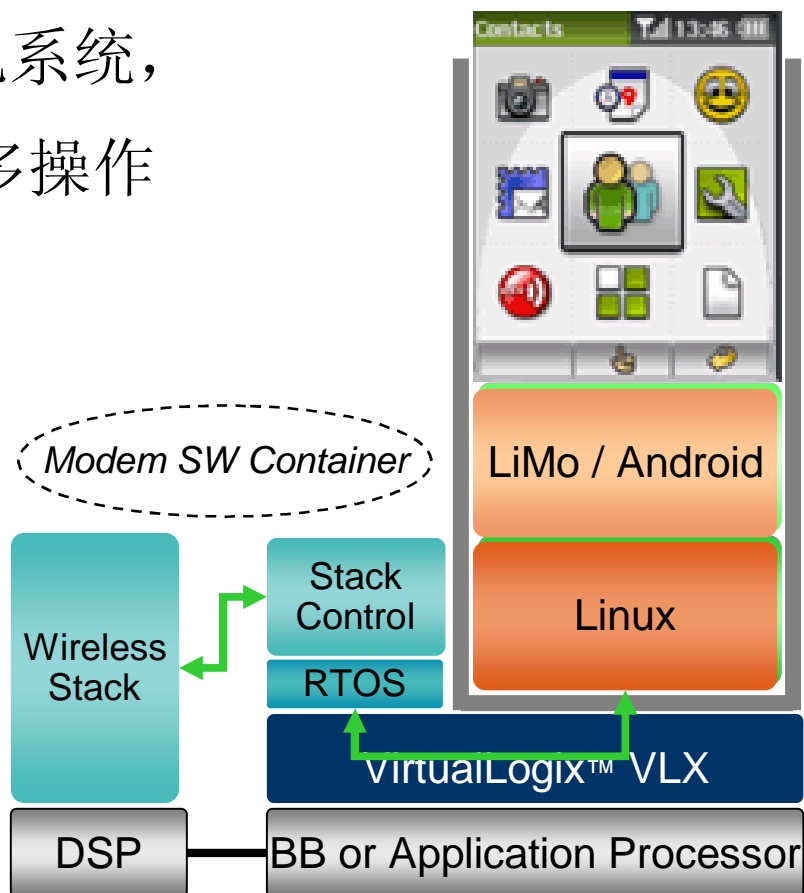 系统，
多操作
Contacts 13:46
Modem SW Container
LiMo / Android
Stack
Control
Linux
Wireless
Stack
RTOS
VirtualLogix™ VLX
DSP
BB or Application Processor